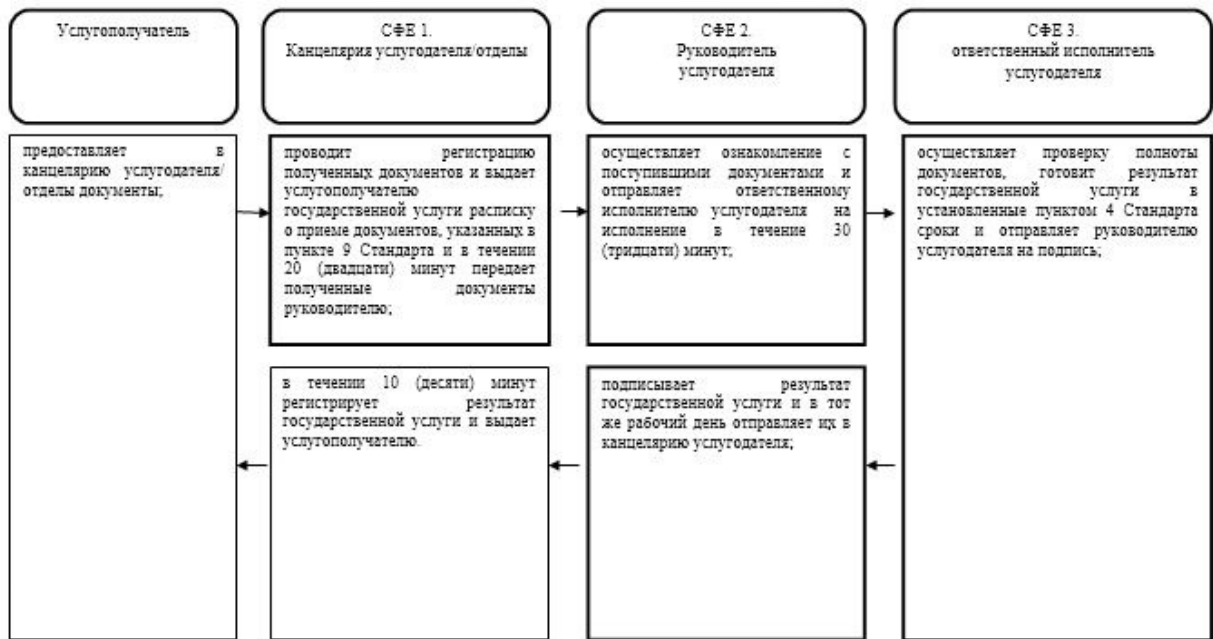 Услугополучатель
СФЕ 1.
Канцелярия услугодателя/отделы
СФЕ 2.
Руководитель
услугодателя
СФЕ 3.
ответственный исполнитель
услугодателя
предоставляет в
канцелярию услугодателя/
отделы документы;
проводит регистрацию
полученных документов и выдает
услугополучателю
государственной услуги расписку
о приеме документов, указанных в
пункте 9 Стандарта и в течении
20 (двадцати) минут передает
полученные документы
руководителю;
осуществляет ознакомление с
поступившими документами и
отправляет ответственному
исполнителю услугодателя на
исполнение в течение 30
(тридцати) минут;
осуществляет проверку полноты
документов, готовит результат
государственной услуги в
установленные пунктом 4 Стандарта
сроки и отправляет руководителю
услугодателя на подпись;
в течении 10 (десяти) минут
регистрирует результат
государственной услуги и выдает
услугополучателю.
подписывает результат
государственной услуги и в тот
же рабочий день отправляет их в
канцелярию услугодателя;